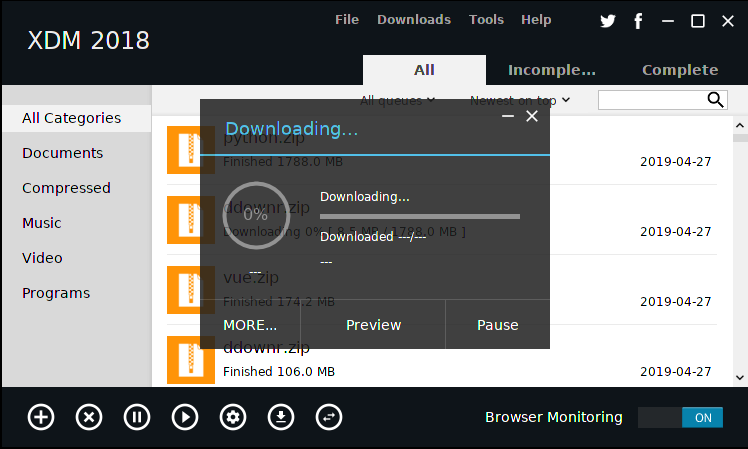 File Downloads Tools Help
XDM 2018
All Incomple... Complete
All queues Newest on top
All Categories
Documents
Compressed
Music
Video
Programs
python.zip
Finished 1788.0 MB 2019-04-27
ddownr.zip
Downloading 0% [ 8.5 MB / 1788.0 MB ] 2019-04-27
vue.zip
Finished 174.2 MB 2019-04-27
ddownr.zip
Finished 106.0 MB 2019-04-27
Downloading...
0%
Downloading...
Downloaded ---/---
---
---
MORE... Preview Pause
Browser Monitoring ON